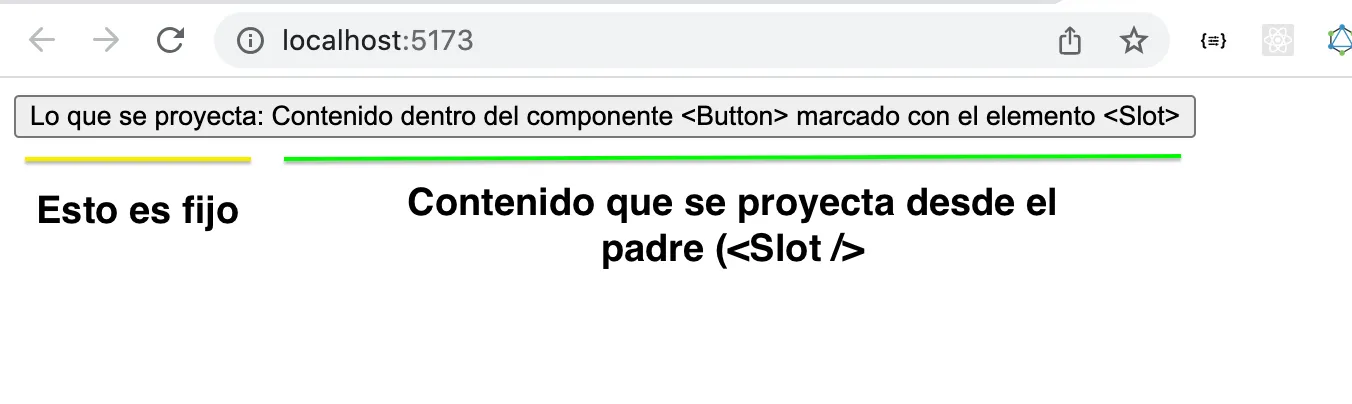 localhost:5173
{≡}
Lo que se proyecta: Contenido dentro del componente <Button> marcado con el elemento <Slot>
Esto es fijo
Contenido que se proyecta desde el
padre (<Slot />